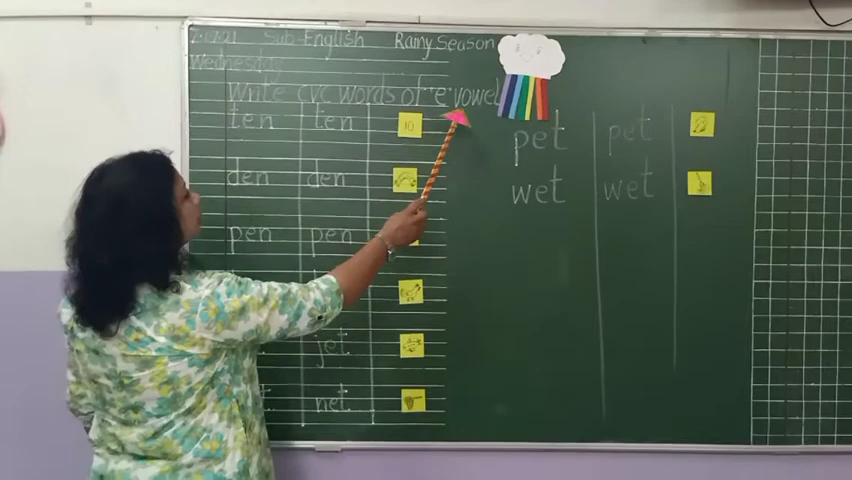 Sub-English Rainy Season
Wednesday
Write cvc words of "e" vowel
ten ten 10
den den
pen pen
jet
net
pet pet
wet wet